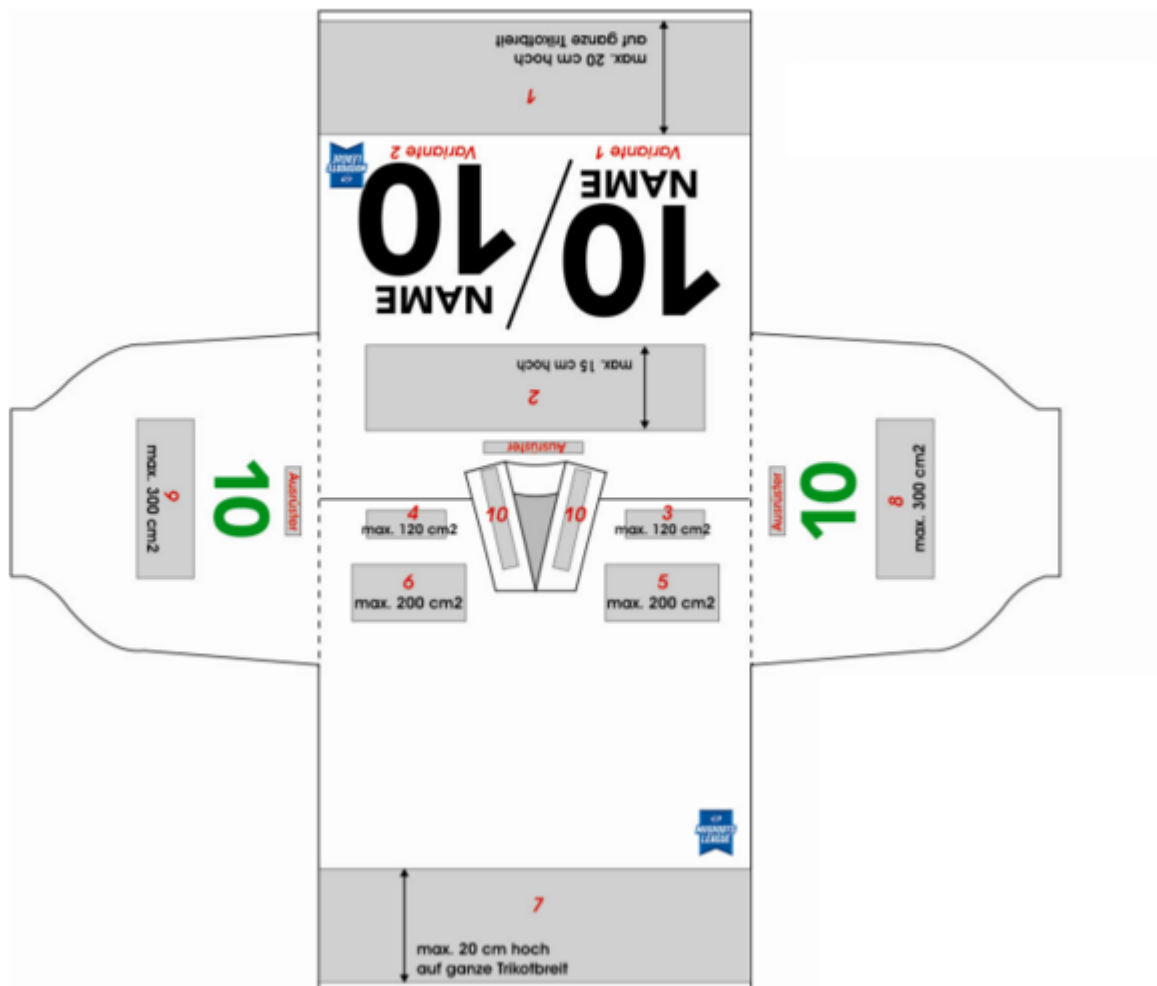 max. 20 cm hoch
auf ganze Trikotbreit
1
Variante 1
Variante 2
NAME
10
10
NAME
max. 15 cm hoch
2
Ausrüster
9
max. 300 cm2
10
Ausrüster
4
max. 120 cm2
10
10
3
max. 120 cm2
Ausrüster
10
8
max. 300 cm2
6
max. 200 cm2
5
max. 200 cm2
LEAGUE
7
max. 20 cm hoch
auf ganze Trikotbreit